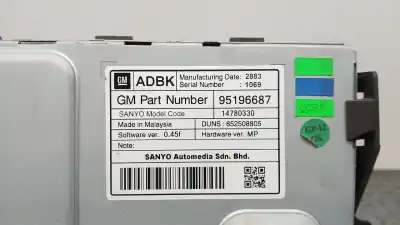 GM ADBK Manufacturing Date: 2883
Serial Number : 1069
GM Part Number 95196687
SANYO Model Code 14780330
Made in Malaysia DUNS : 652508805
Software ver. 0.45f Hardware ver. MP
Note:
SANYO Automedia Sdn. Bhd.